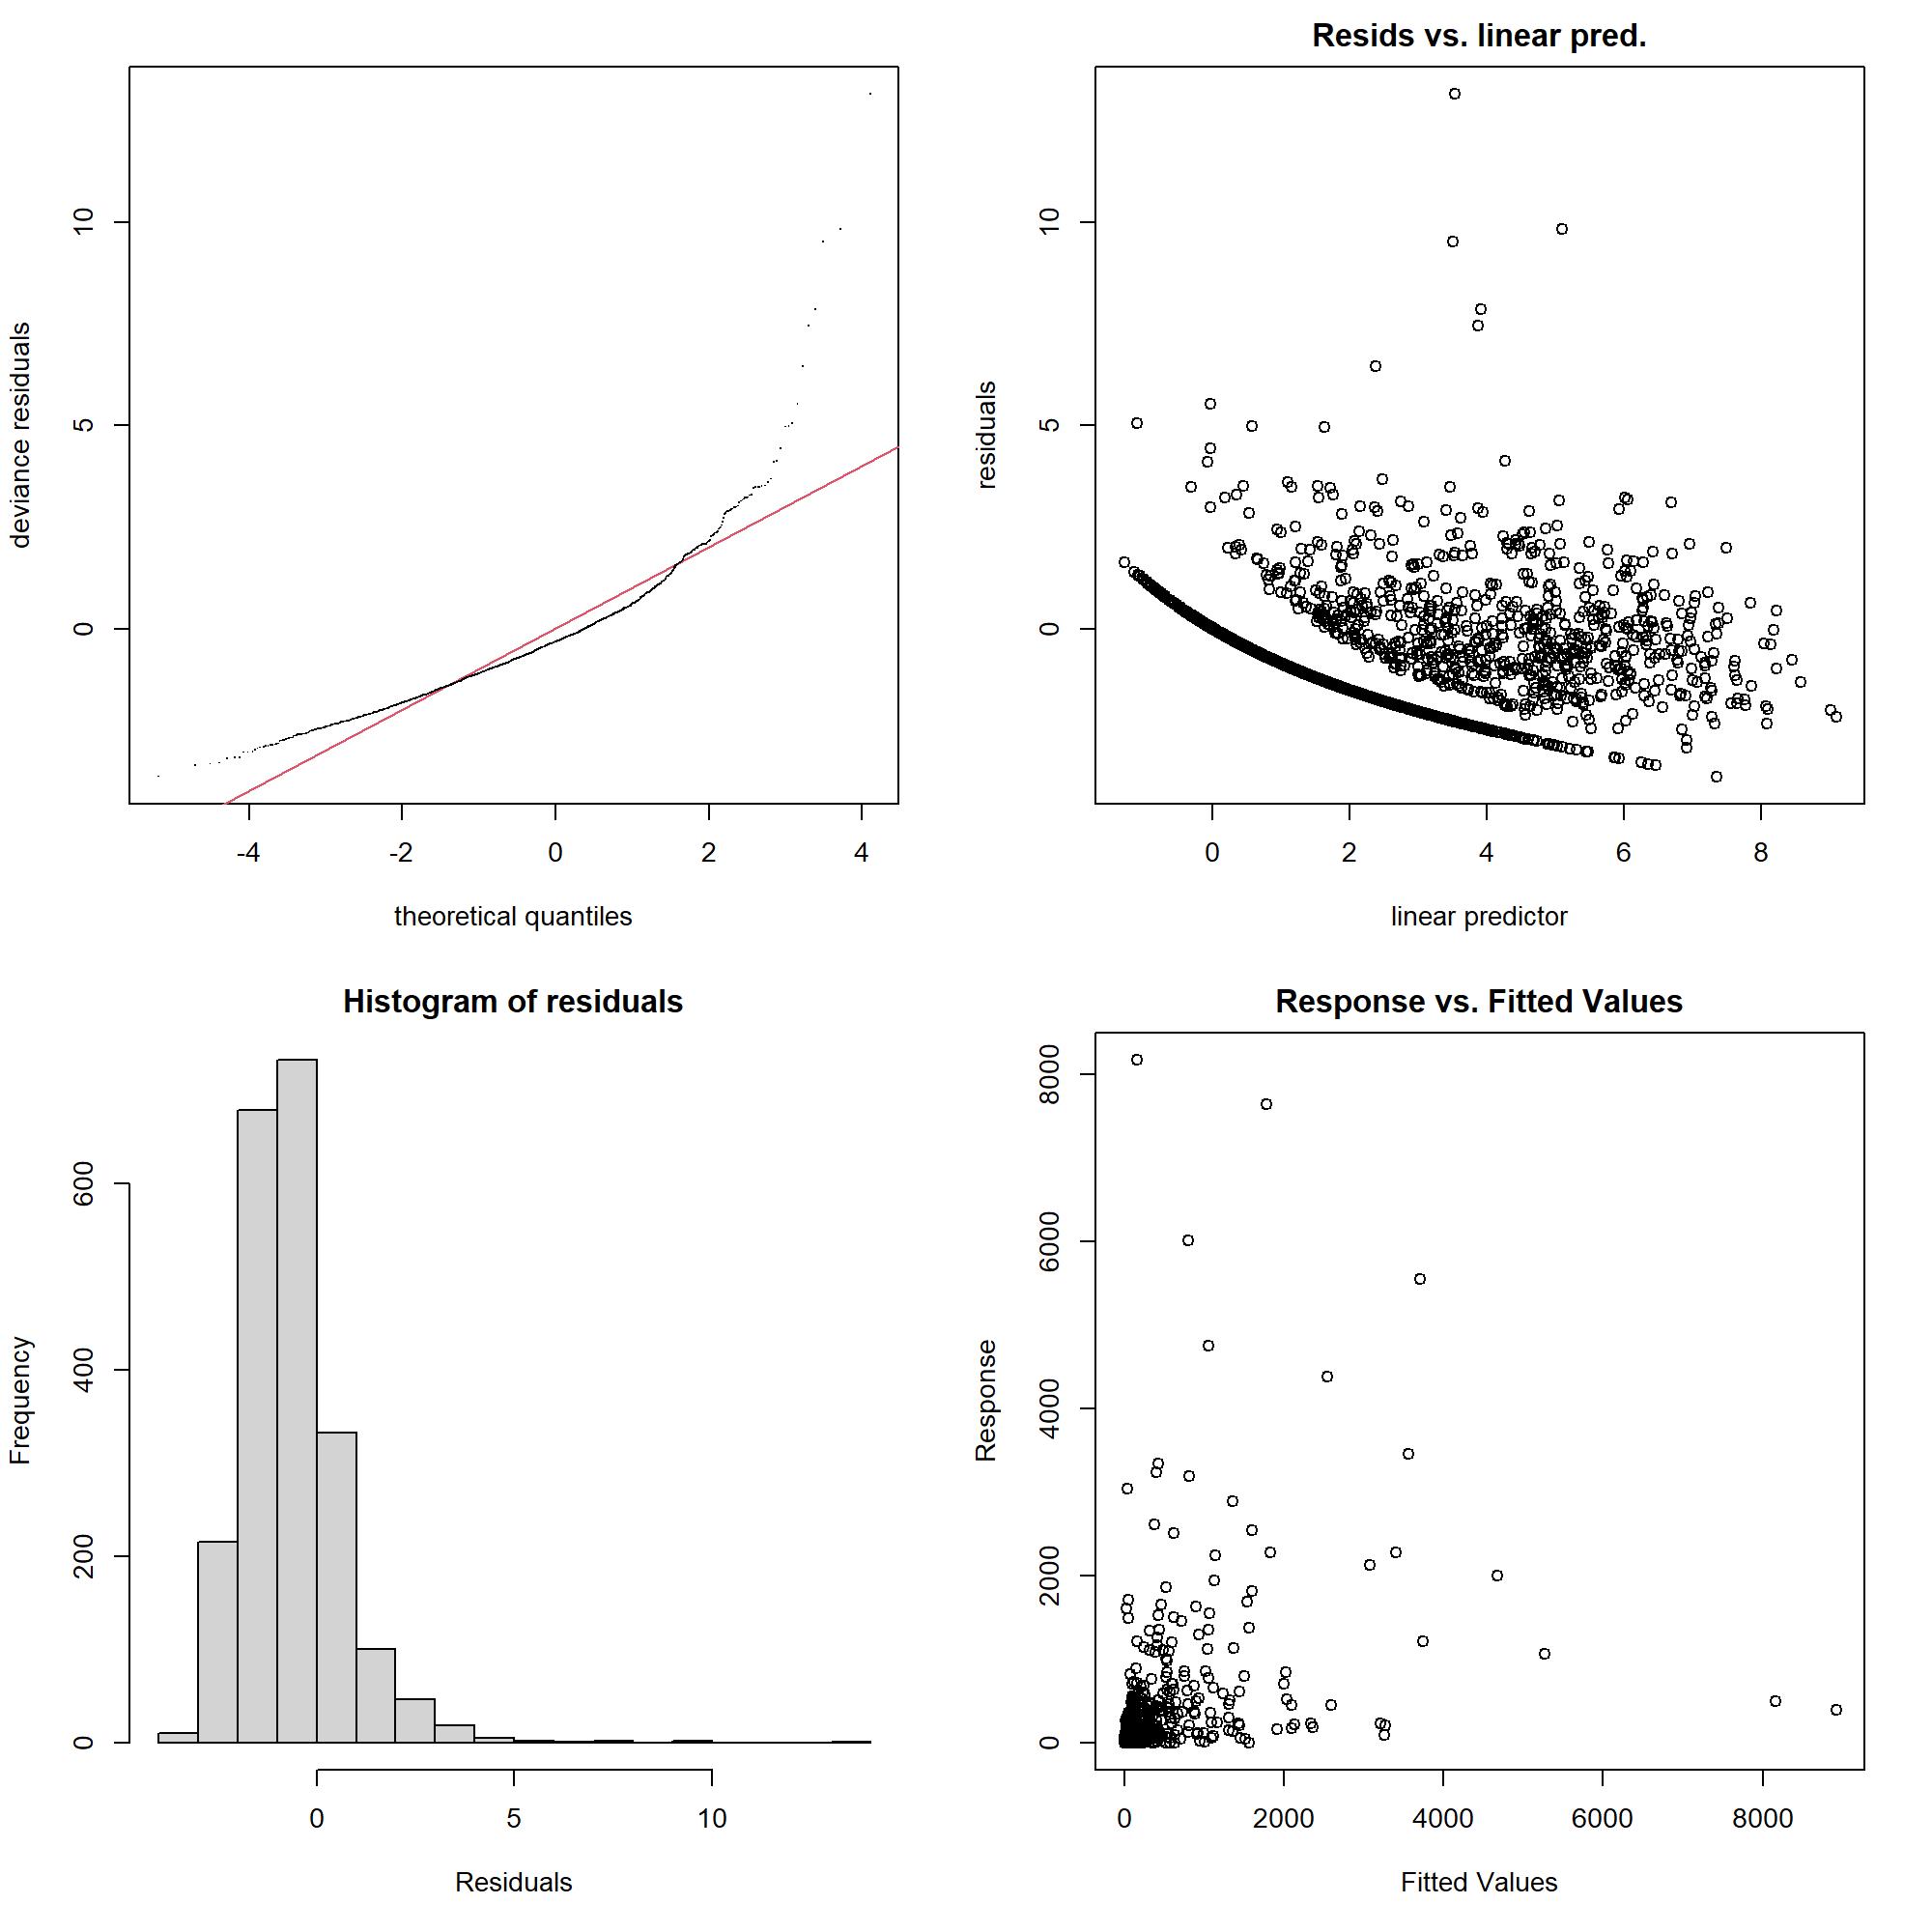 deviance residuals
10
5
0
-4 -2 0 2 4
theoretical quantiles
Resids vs. linear pred.
residuals
10
5
0
0 2 4 6 8
linear predictor
Histogram of residuals
Frequency
600
400
200
0
0 5 10
Residuals
Response vs. Fitted Values
Response
8000
6000
4000
2000
0
0 2000 4000 6000 8000
Fitted Values